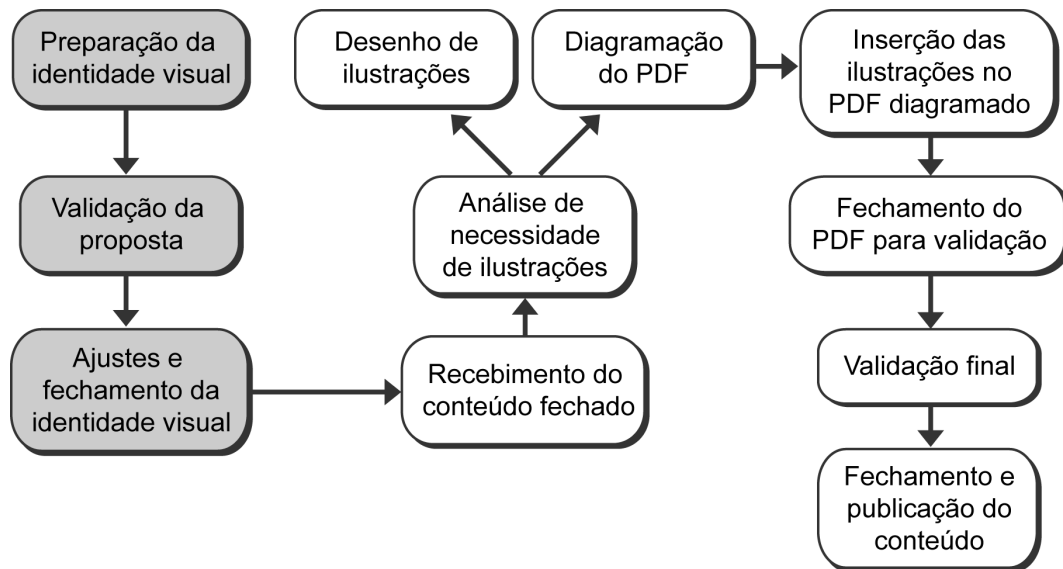 Preparação da
identidade visual
Validação da
proposta
Ajustes e
fechamento da
identidade visual
Recebimento do
conteúdo fechado
Análise de
necessidade
de ilustrações
Desenho de
ilustrações
Diagramação
do PDF
Inserção das
ilustrações no
PDF diagramado
Fechamento do
PDF para validação
Validação final
Fechamento e
publicação do
conteúdo